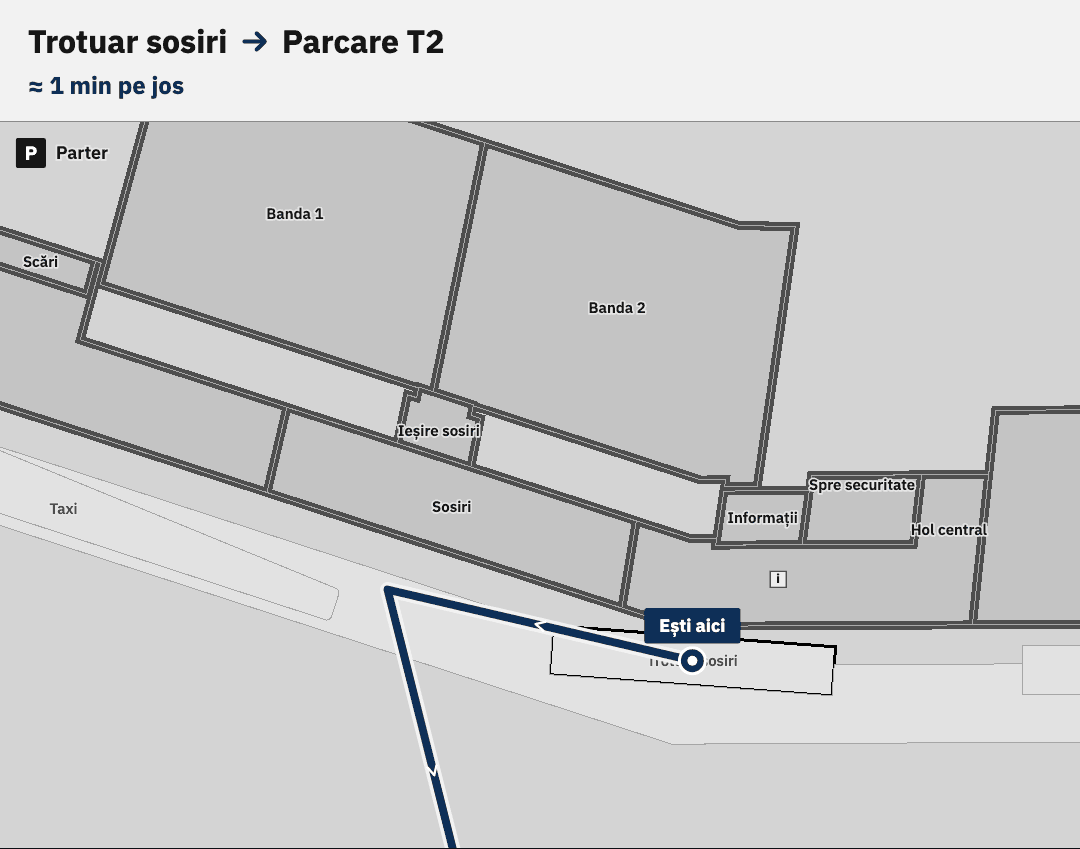 Trotuar sosiri → Parcare T2
≈ 1 min pe jos
P Parter
Banda 1
Scări
Banda 2
Ieșire sosiri
Spre securitate
Sosiri
Taxi
Informații
Hol central
i
Ești aici
sosiri